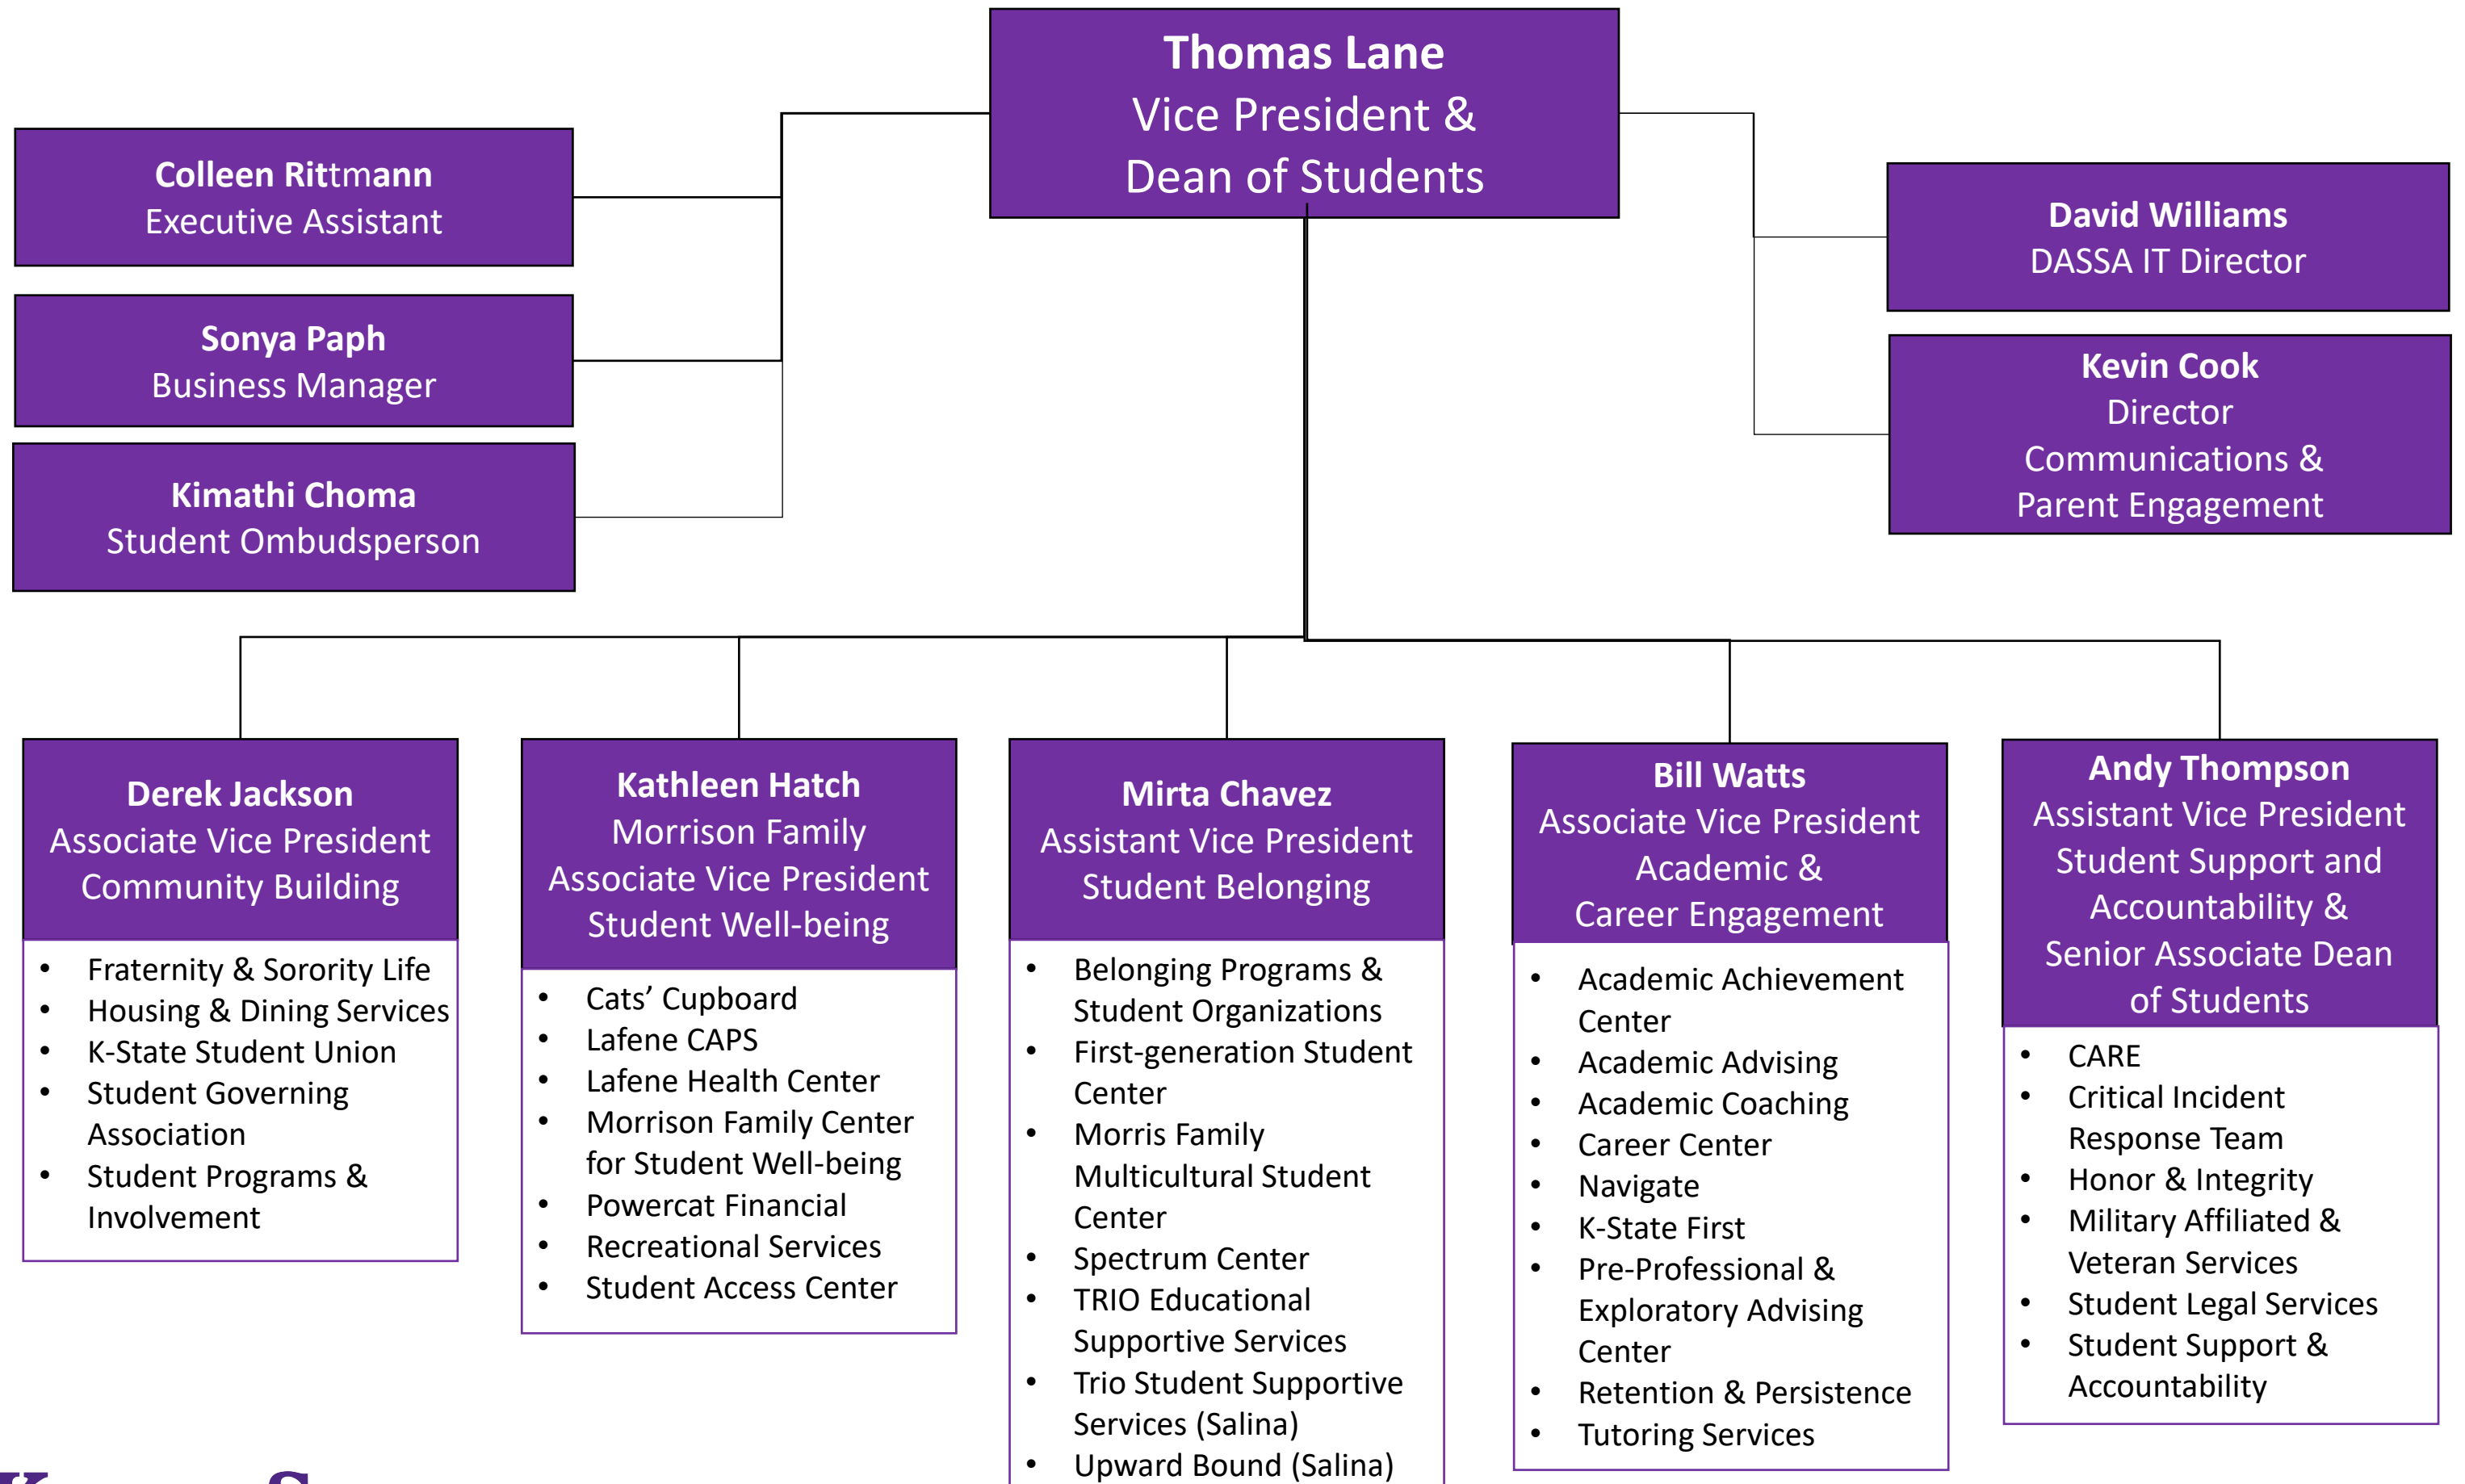 Thomas Lane
Vice President &
Dean of Students
Colleen Rittmann
Executive Assistant
Sonya Paph
Business Manager
Kimathi Choma
Student Ombudsperson
David Williams
DASSA IT Director
Kevin Cook
Director
Communications &
Parent Engagement
Derek Jackson
Associate Vice President
Community Building
• Fraternity & Sorority Life
• Housing & Dining Services
• K-State Student Union
• Student Governing
Association
• Student Programs &
Involvement
Kathleen Hatch
Morrison Family
Associate Vice President
Student Well-being
• Cats’ Cupboard
• Lafene CAPS
• Lafene Health Center
• Morrison Family Center
for Student Well-being
• Powercat Financial
• Recreational Services
• Student Access Center
Mirta Chavez
Assistant Vice President
Student Belonging
• Belonging Programs &
Student Organizations
• First-generation Student
Center
• Morris Family
Multicultural Student
Center
• Spectrum Center
• TRIO Educational
Supportive Services
• Trio Student Supportive
Services (Salina)
• Upward Bound (Salina)
Bill Watts
Associate Vice President
Academic &
Career Engagement
• Academic Achievement
Center
• Academic Advising
• Academic Coaching
• Career Center
• Navigate
• K-State First
• Pre-Professional &
Exploratory Advising
Center
• Retention & Persistence
• Tutoring Services
Andy Thompson
Assistant Vice President
Student Support and
Accountability &
Senior Associate Dean
of Students
• CARE
• Critical Incident
Response Team
• Honor & Integrity
• Military Affiliated &
Veteran Services
• Student Legal Services
• Student Support &
Accountability